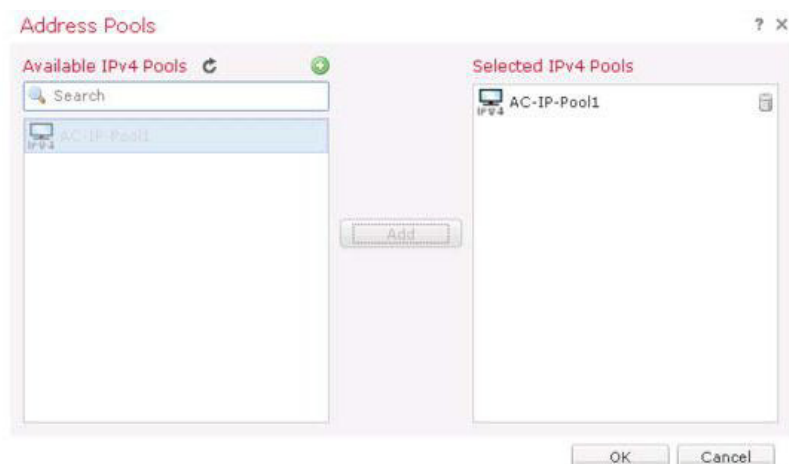 Address Pools
? ×
Available IPv4 Pools
Search
IPV4 AC-IP-Pool1
Add
Selected IPv4 Pools
IPV4 AC-IP-Pool1
OK
Cancel